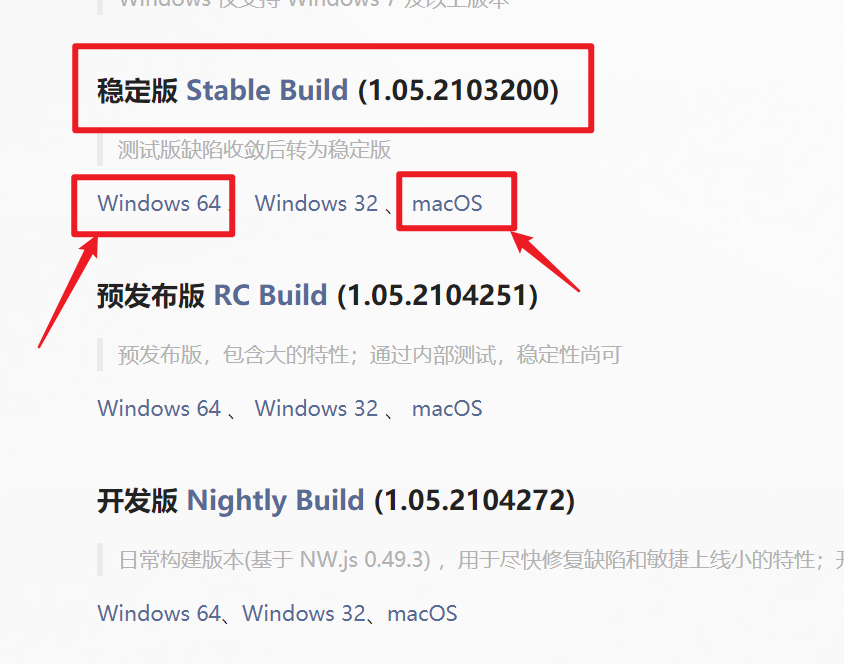 Windows 仅支持 Windows 7 及以上版本
稳定版 Stable Build (1.05.2103200)
测试版缺陷收敛后转为稳定版
Windows 64 、 Windows 32 、 macOS
预发布版 RC Build (1.05.2104251)
预发布版，包含大的特性；通过内部测试，稳定性尚可
Windows 64 、 Windows 32 、 macOS
开发版 Nightly Build (1.05.2104272)
日常构建版本(基于 NW.js 0.49.3) ，用于尽快修复缺陷和敏捷上线小的特性；
Windows 64、Windows 32、macOS